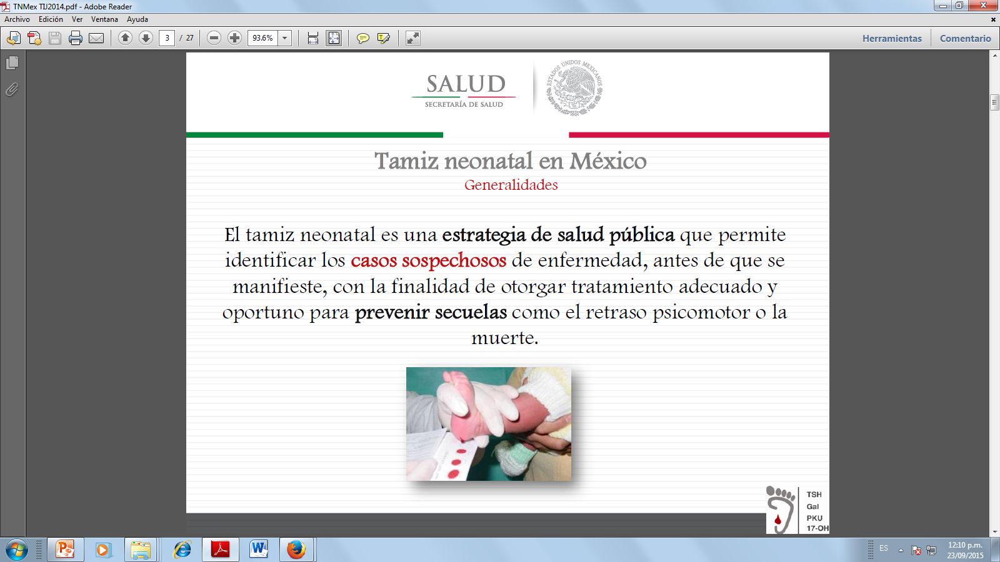 TNMex TIJ2014.pdf - Adobe Reader
Archivo Edición Ver Ventana Ayuda
3 / 27 93.6% Herramientas Comentario
SALUD
SECRETARÍA DE SALUD
ESTADOS UNIDOS MEXICANOS
Tamiz neonatal en México
Generalidades
El tamiz neonatal es una estrategia de salud pública que permite
identificar los casos sospechosos de enfermedad, antes de que se
manifieste, con la finalidad de otorgar tratamiento adecuado y
oportuno para prevenir secuelas como el retraso psicomotor o la
muerte.
TSH
Gal
PKU
17-OH
ES 12:10 p.m.
23/09/2015